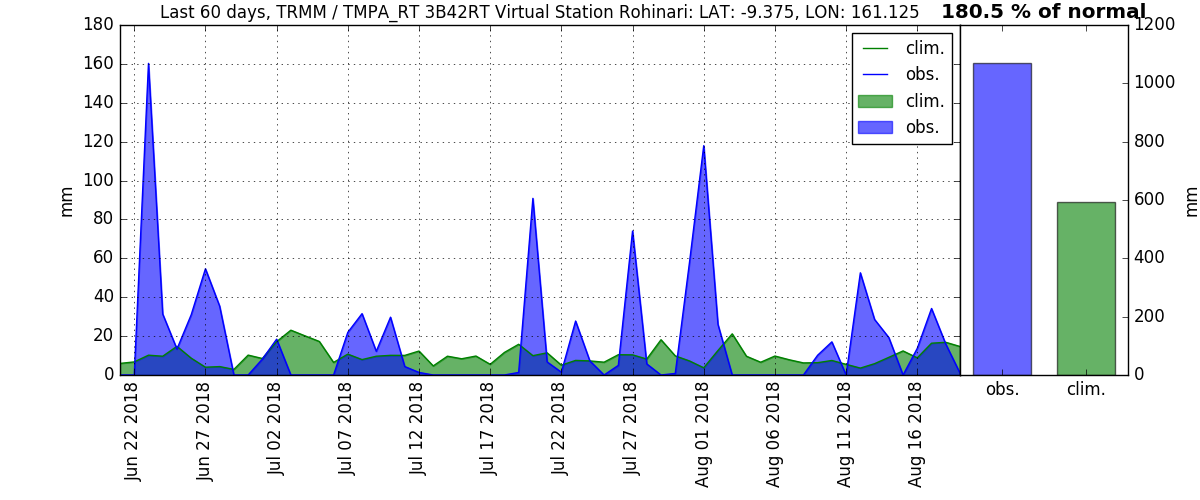 Last 60 days, TRMM / TMPA_RT 3B42RT Virtual Station Rohinari: LAT: -9.375, LON: 161.125
180.5 % of normal
180
160
140
120
100
80
60
40
20
0
mm
clim.
obs.
clim.
obs.
1200
1000
800
600
400
200
0
mm
Jun 22 2018
Jun 27 2018
Jul 02 2018
Jul 07 2018
Jul 12 2018
Jul 17 2018
Jul 22 2018
Jul 27 2018
Aug 01 2018
Aug 06 2018
Aug 11 2018
Aug 16 2018
obs.
clim.